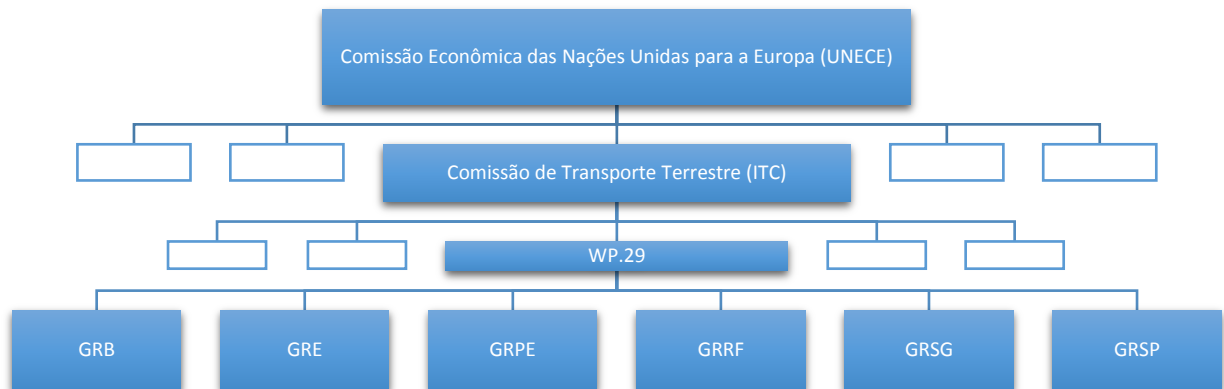 Comissão Econômica das Nações Unidas para a Europa (UNECE)
Comissão de Transporte Terrestre (ITC)
WP.29
GRB
GRE
GRPE
GRRF
GRSG
GRSP